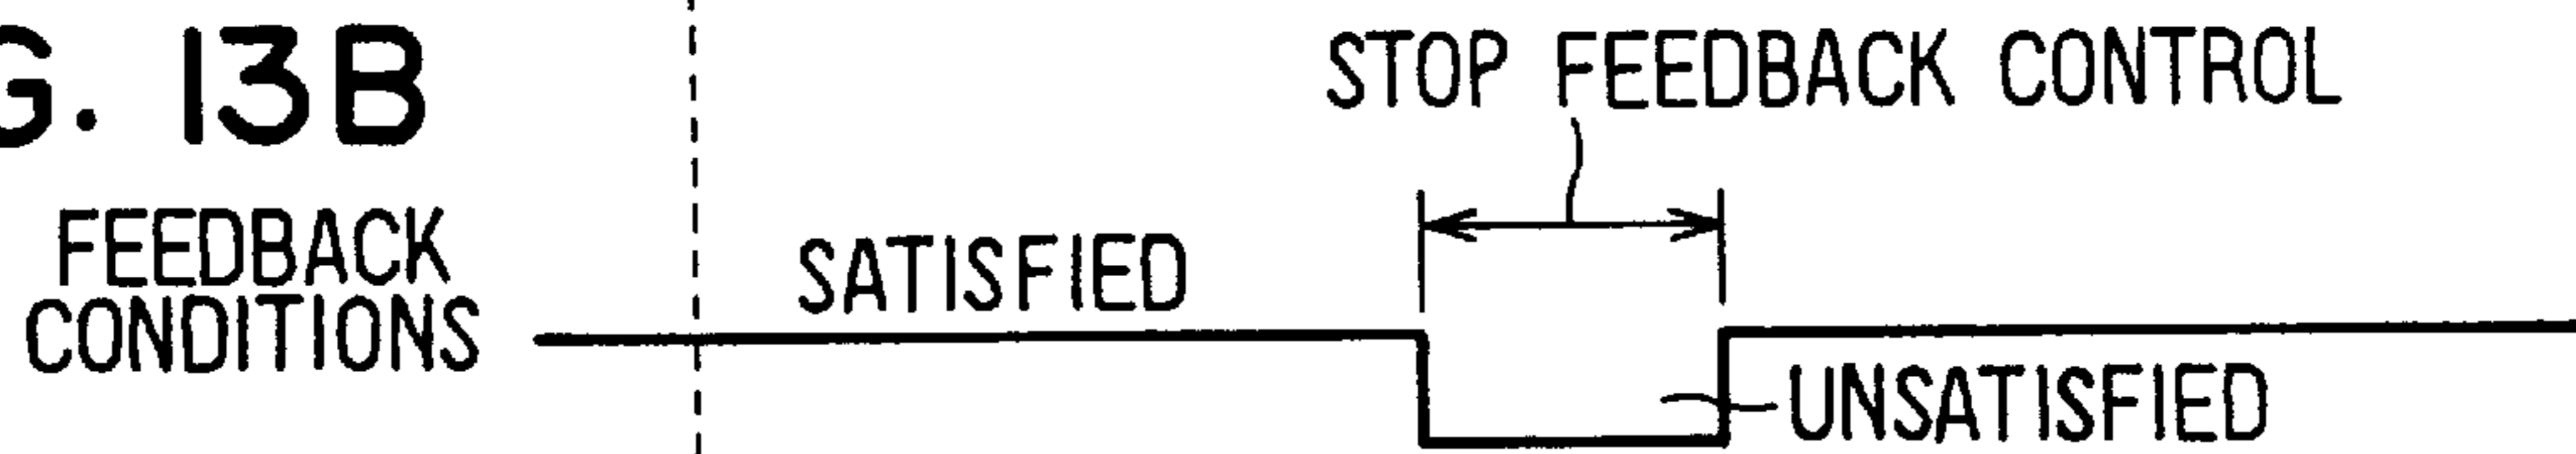 G. 13B
STOP FEEDBACK CONTROL
FEEDBACK
CONDITIONS
SATISFIED
UNSATISFIED